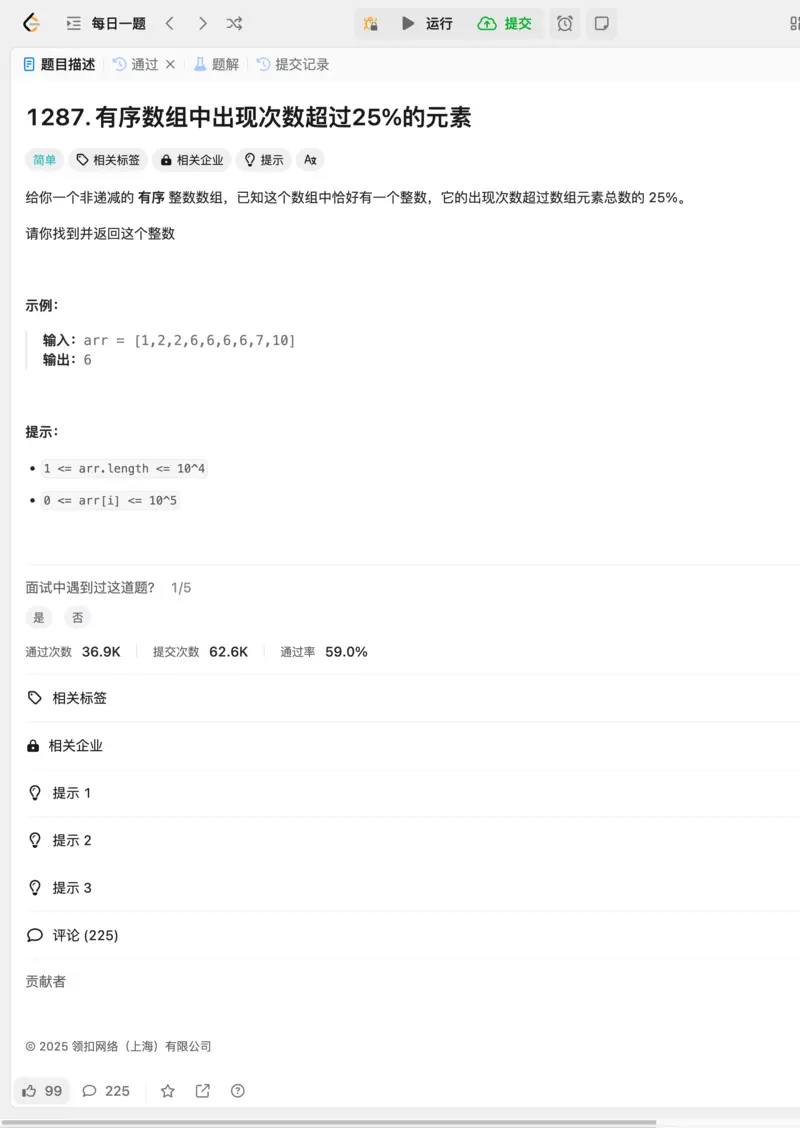 每日一题 运行 提交
题目描述 通过 题解 提交记录
1287. 有序数组中出现次数超过25%的元素
简单 相关标签 相关企业 提示 Az
给你一个非递减的 有序 整数数组，已知这个数组中恰好有一个整数，它的出现次数超过数组元素总数的 25%。
请你找到并返回这个整数
示例：
输入：arr = [1,2,2,6,6,6,6,7,10]
输出：6
提示：
1 <= arr.length <= 10^4
0 <= arr[i] <= 10^5
面试中遇到过这道题? 1/5
是 否
通过次数 36.9K 提交次数 62.6K 通过率 59.0%
相关标签
相关企业
提示 1
提示 2
提示 3
评论 (225)
贡献者
© 2025 领扣网络（上海）有限公司
99 225